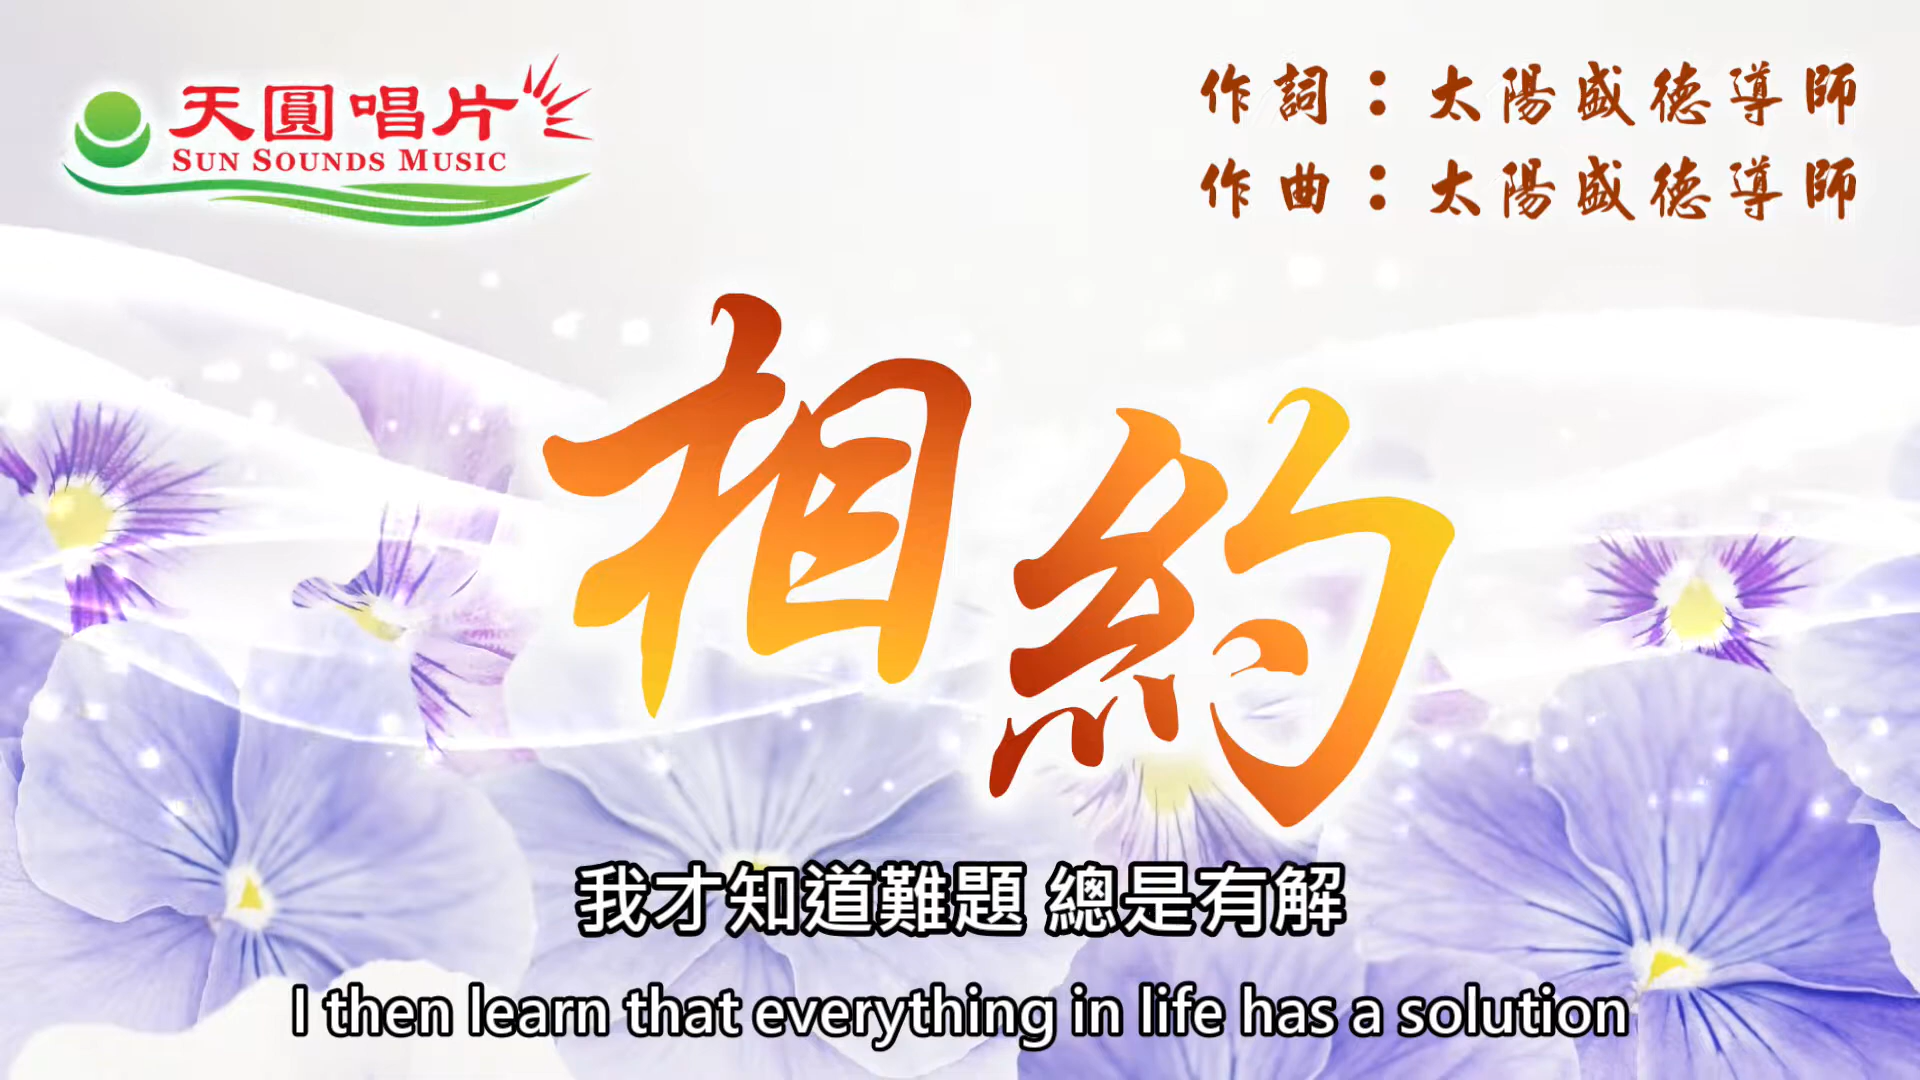 天圓唱片
SUN SOUNDS MUSIC
作詞：太陽盛德導師
作曲：太陽盛德導師
相約
我才知道難題 總是有解
I then learn that everything in life has a solution